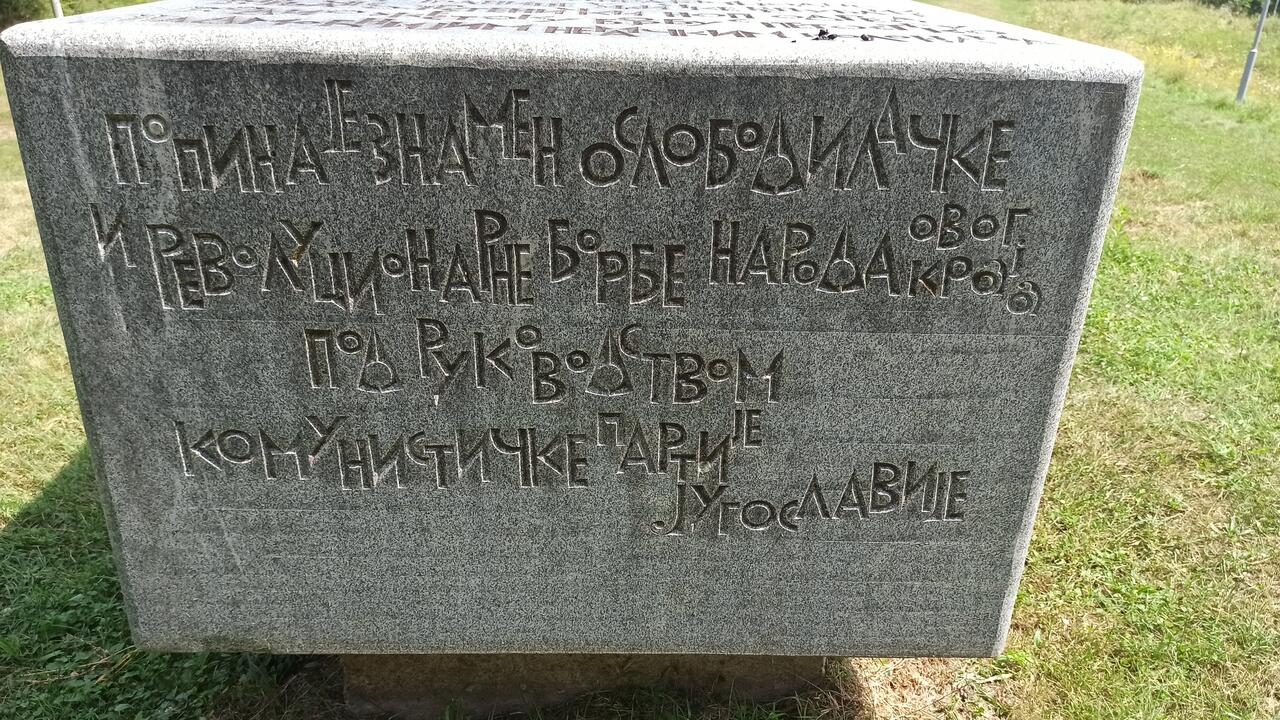 ПОПИНА ЈЕ ЗНАМЕН ОСЛОБОДИЛАЧКЕ
И РЕВОЛУЦИОНАРНЕ БОРБЕ НАРОДА ОВОГ КРАЈА
ПОД РУКОВОДСТВОМ
КОМУНИСТИЧКЕ ПАРТИЈЕ
ЈУГОСЛАВИЈЕ